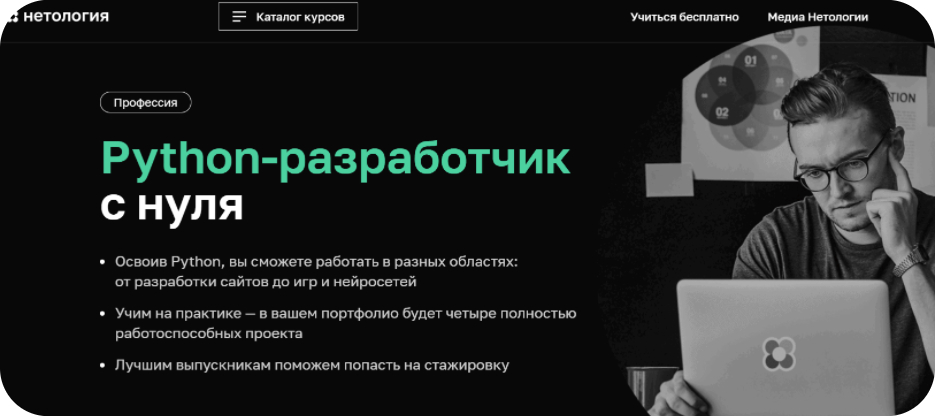 нетология
Каталог курсов
Учиться бесплатно
Медиа Нетологии
Профессия
Python-разработчик
с нуля
• Освоив Python, вы сможете работать в разных областях:
от разработки сайтов до игр и нейросетей
• Учим на практике — в вашем портфолио будет четыре полностью
работоспособных проекта
• Лучшим выпускникам поможем попасть на стажировку
01
04
02